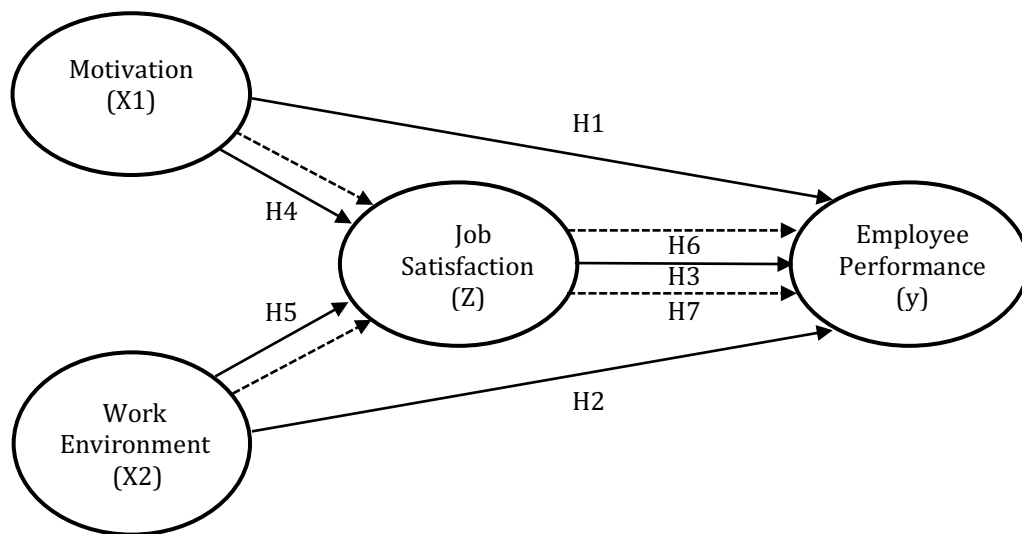 Motivation
(X1)
H1
H4
Job
Satisfaction
(Z)
H6
H3
H7
Employee
Performance
(y)
H5
H2
Work
Environment
(X2)